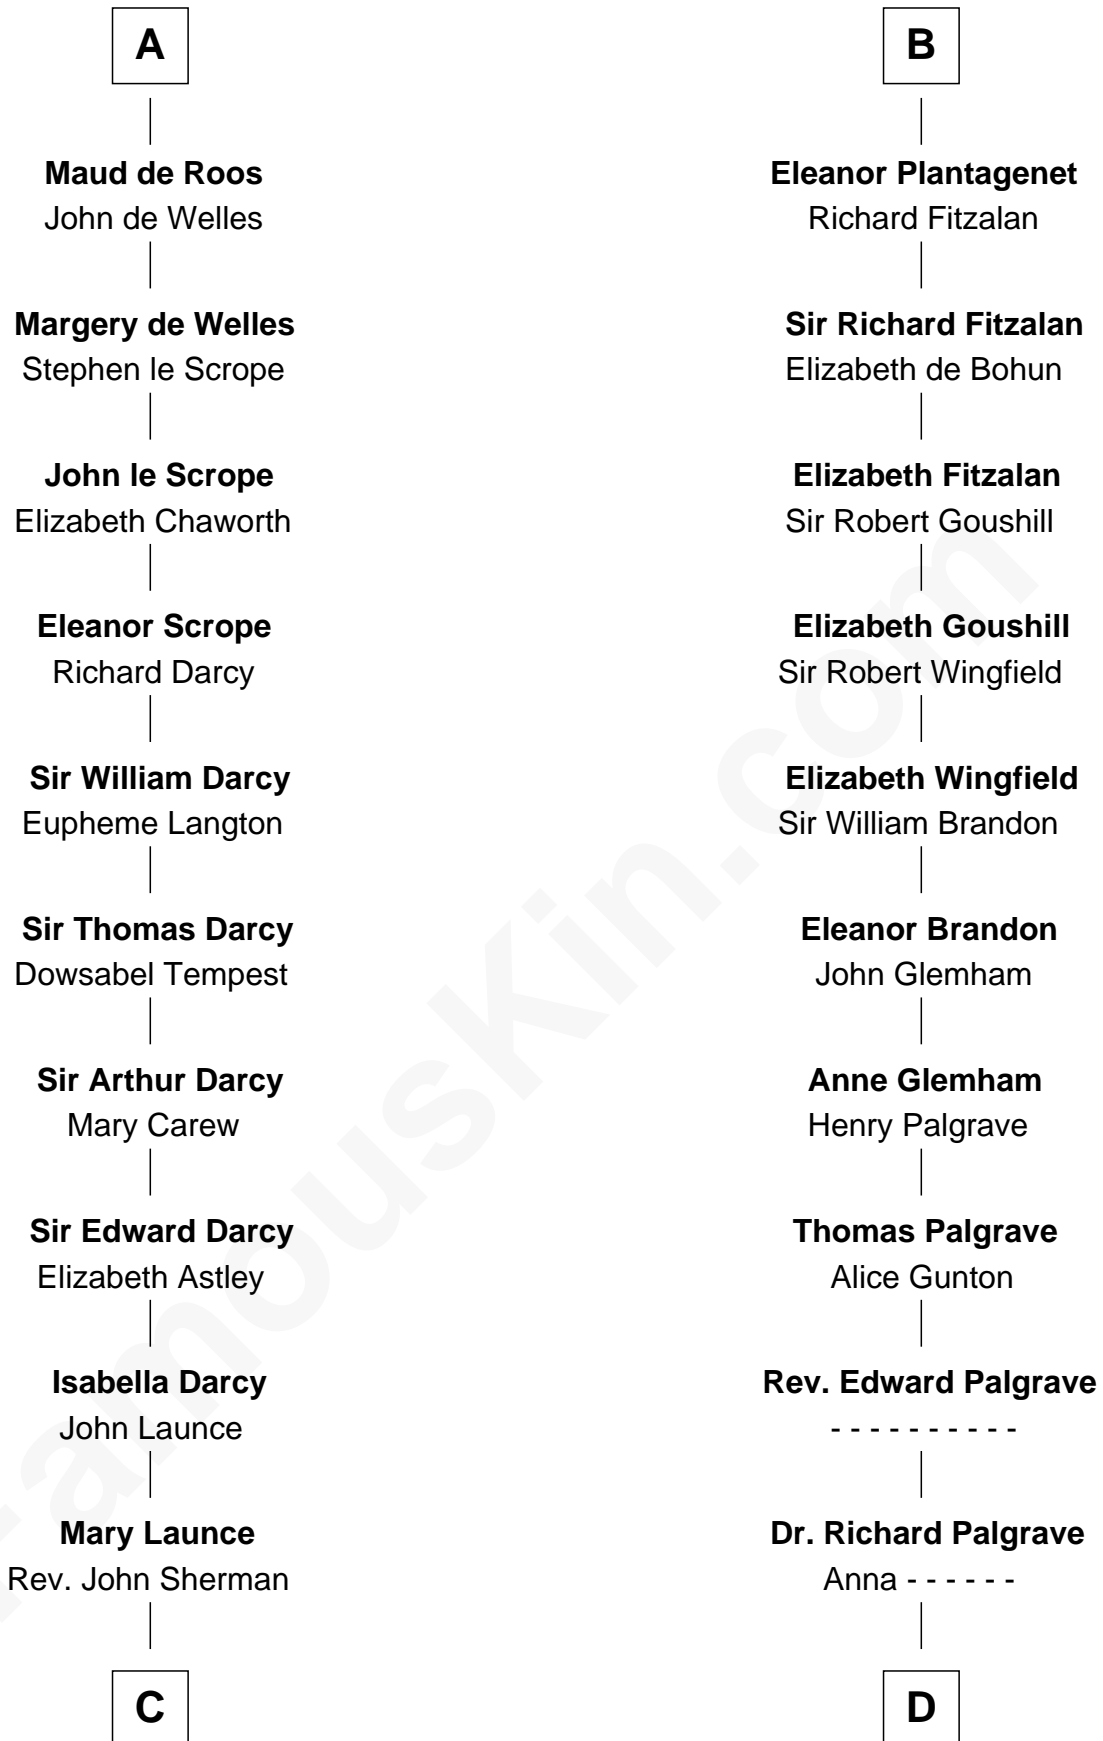 A
Maud de Roos
John de Welles
Margery de Welles
Stephen le Scrope
John le Scrope
Elizabeth Chaworth
Eleanor Scrope
Richard Darcy
Sir William Darcy
Eupheme Langton
Sir Thomas Darcy
Dowsabel Tempest
Sir Arthur Darcy
Mary Carew
Sir Edward Darcy
Elizabeth Astley
Isabella Darcy
John Launce
Mary Launce
Rev. John Sherman
C
B
Eleanor Plantagenet
Richard Fitzalan
Sir Richard Fitzalan
Elizabeth de Bohun
Elizabeth Fitzalan
Sir Robert Goushill
Elizabeth Goushill
Sir Robert Wingfield
Elizabeth Wingfield
Sir William Brandon
Eleanor Brandon
John Glemham
Anne Glemham
Henry Palgrave
Thomas Palgrave
Alice Gunton
Rev. Edward Palgrave
- - - - - - - - - -
Dr. Richard Palgrave
Anna - - - - - -
D
FamousKin.com